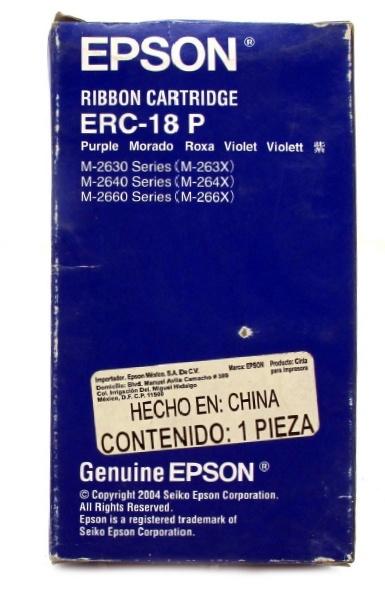 EPSON®
RIBBON CARTRIDGE
ERC-18 P
Purple Morado Roxa Violet Violett 紫
M-2630 Series (M-263X)
M-2640 Series (M-264X)
M-2660 Series (M-266X)
Importador. Epson México, S.A. De C.V. Marca: EPSON Producto: Cinta
Domicilio: Blvd. Manuel Avila Camacho # 389 para Impresora
Col. Irrigación Del. Miguel Hidalgo
México, D.F. C.P. 11500
HECHO EN: CHINA
CONTENIDO: 1 PIEZA
Genuine EPSON®
© Copyright 2004 Seiko Epson Corporation.
All Rights Reserved.
Epson is a registered trademark of
Seiko Epson Corporation.